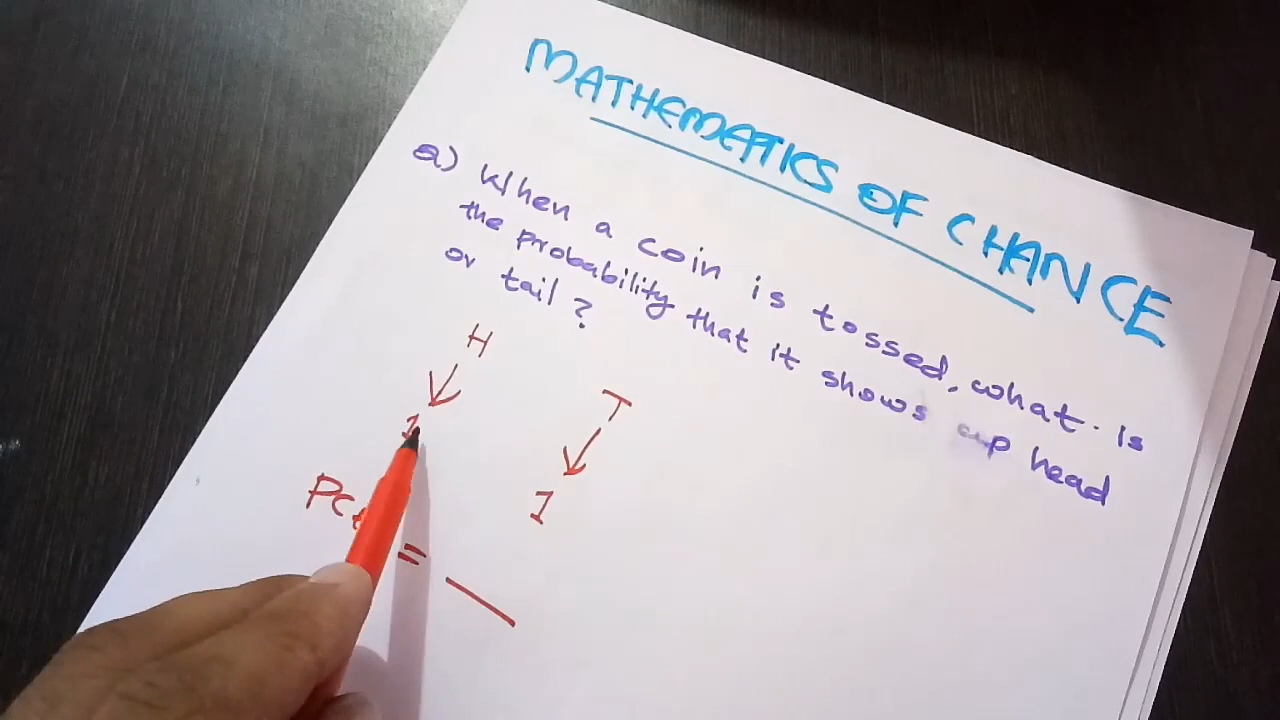 MATHEMATICS OF CHANCE
a) When a coin is tossed, what is
the probability that it shows up head
or tail?
H T
1 1
=